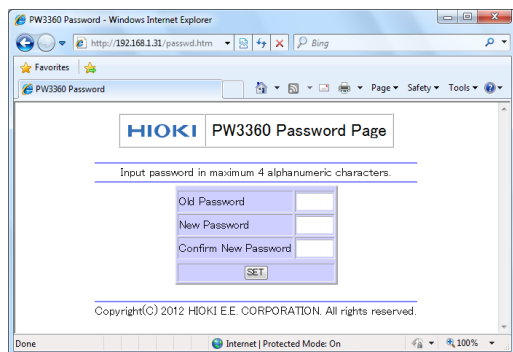 PW3360 Password - Windows Internet Explorer
http://192.168.1.31/passwd.htm
Bing
Favorites
PW3360 Password
Page Safety Tools
HIOKI PW3360 Password Page
Input password in maximum 4 alphanumeric characters.
Old Password
New Password
Confirm New Password
SET
Copyright(C) 2012 HIOKI E.E. CORPORATION. All rights reserved.
Done
Internet | Protected Mode: On
100%